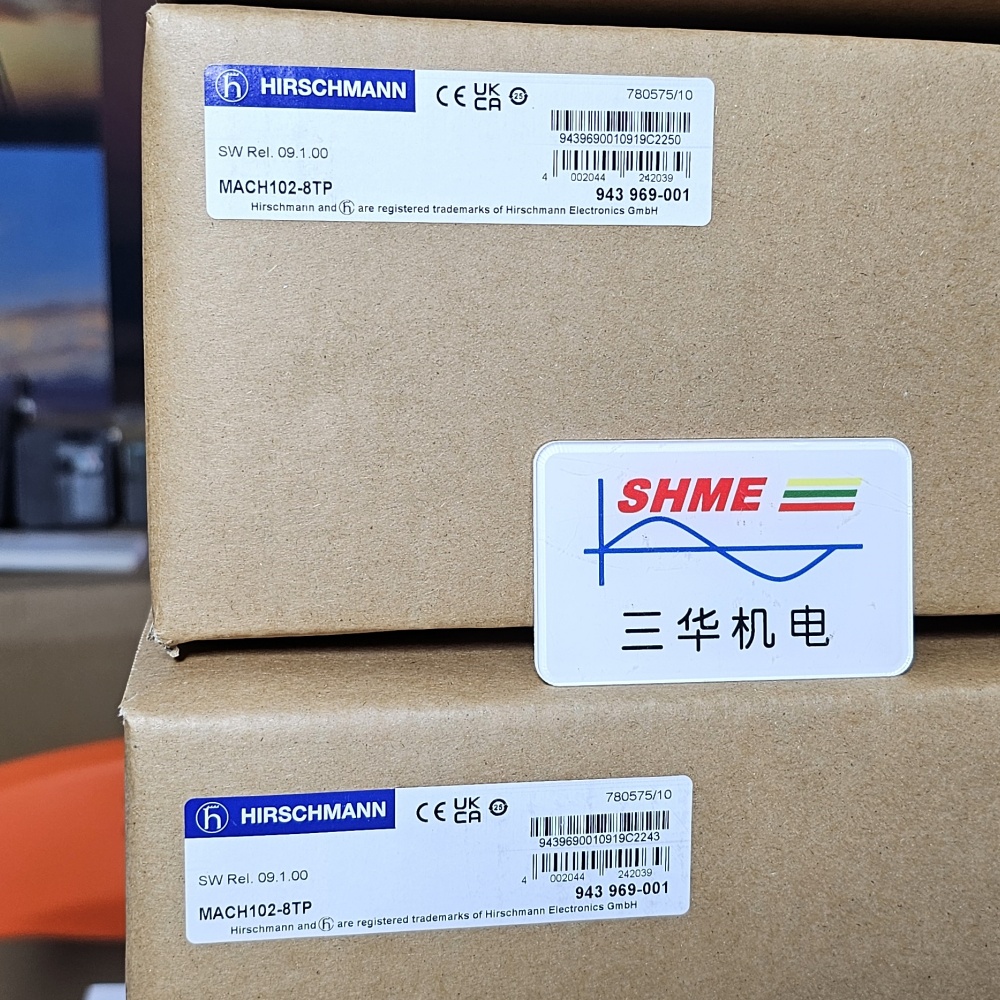 HIRSCHMANN
CE UK CA 25
780575/10
9439690010919C2250
SW Rel. 09.1.00
4 002044 242039
MACH102-8TP
943 969-001
Hirschmann and h are registered trademarks of Hirschmann Electronics GmbH
SHME
三华机电
HIRSCHMANN
CE UK CA 25
780575/10
9439690010919C2243
SW Rel. 09.1.00
4 002044 242039
MACH102-8TP
943 969-001
Hirschmann and h are registered trademarks of Hirschmann Electronics GmbH